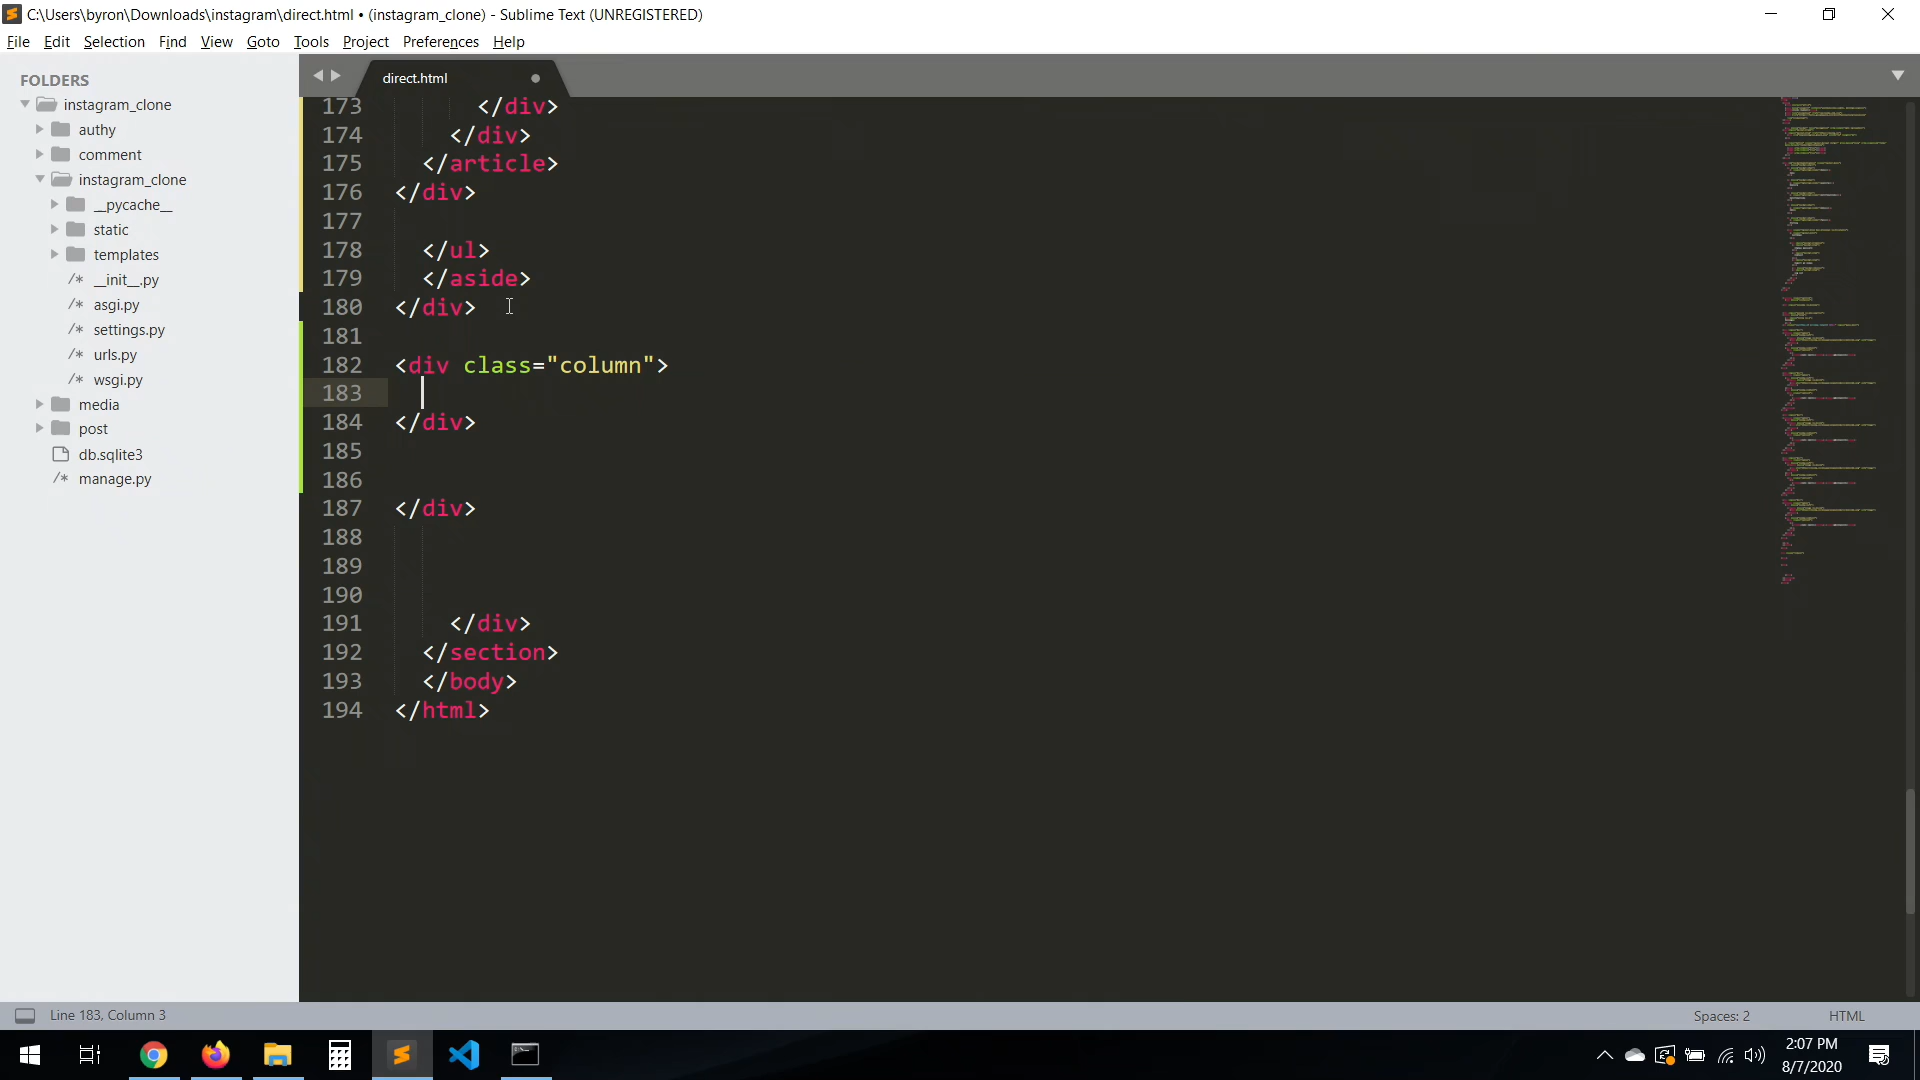 C:\Users\byron\Downloads\instagram\direct.html • (instagram_clone) - Sublime Text (UNREGISTERED)
File Edit Selection Find View Goto Tools Project Preferences Help
FOLDERS
instagram_clone
authy
comment
instagram_clone
__pycache__
static
templates
/* __init__.py
/* asgi.py
/* settings.py
/* urls.py
/* wsgi.py
media
post
db.sqlite3
/* manage.py
direct.html
173 </div>
174 </div>
175 </article>
176 </div>
177
178 </ul>
179 </aside>
180 </div>
181
182 <div class="column">
183
184 </div>
185
186
187 </div>
188
189
190
191 </div>
192 </section>
193 </body>
194 </html>
Line 183, Column 3
Spaces: 2
HTML
2:07 PM
8/7/2020